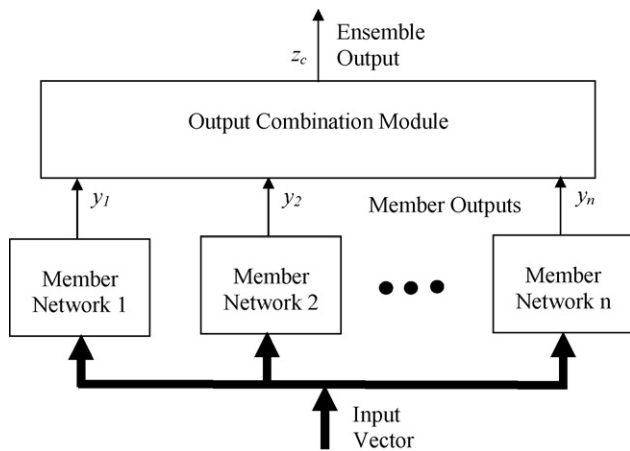 Ensemble
Output
z_c
Output Combination Module
y_1
y_2
y_n
Member Outputs
Member
Network 1
Member
Network 2
Member
Network n
Input
Vector